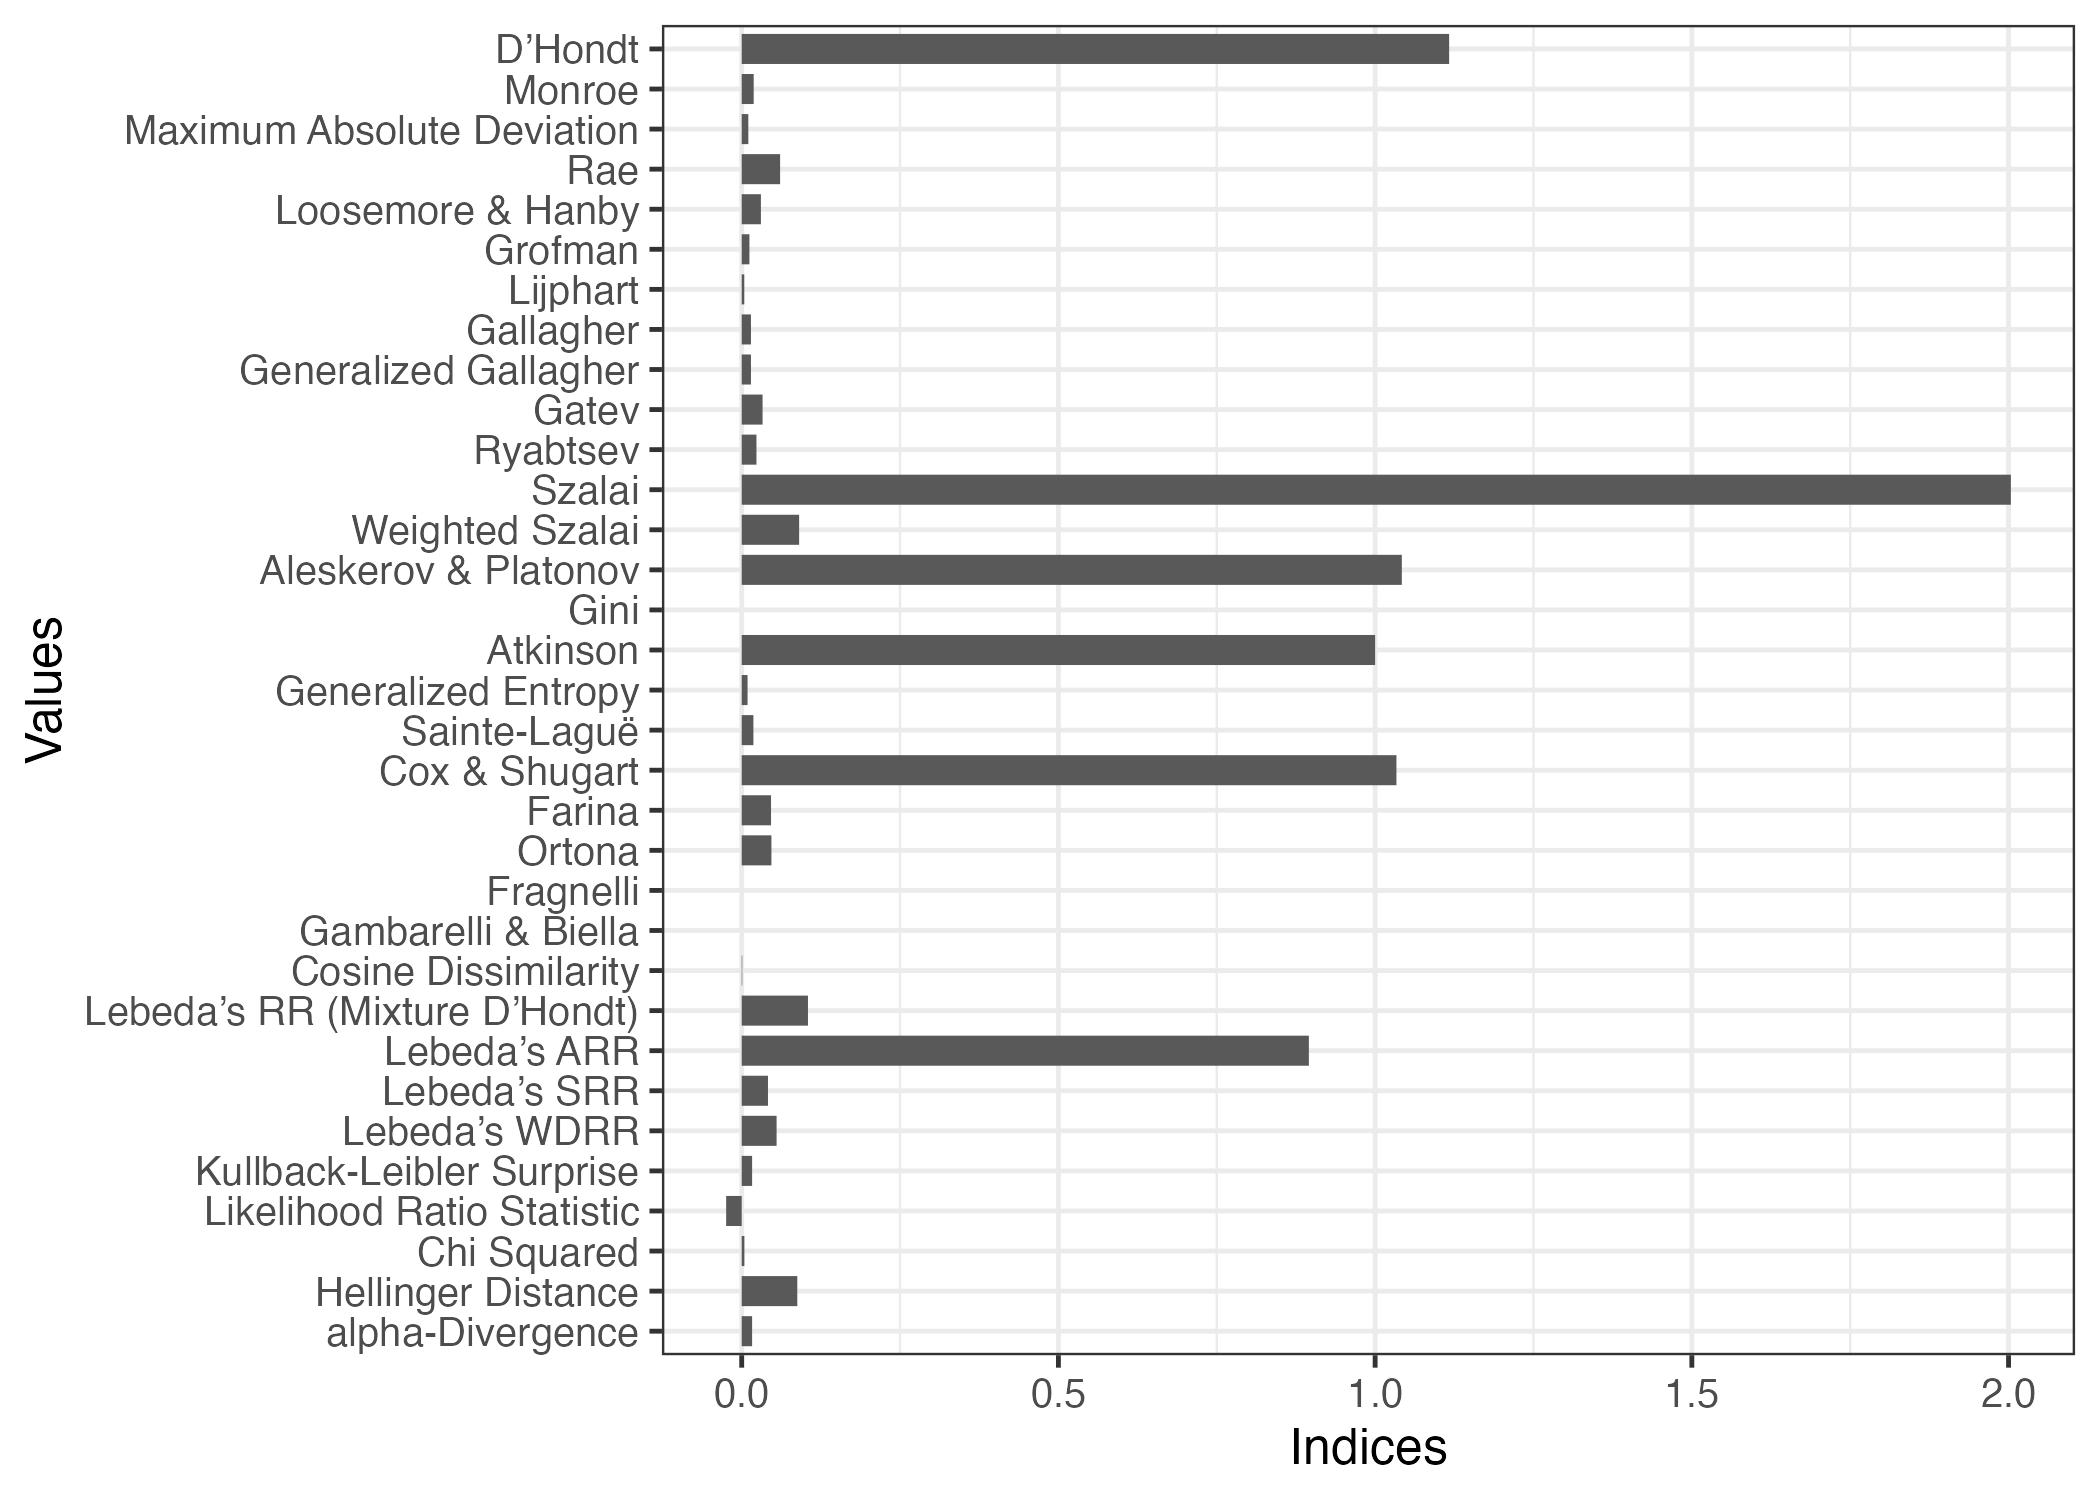 D’Hondt
Monroe
Maximum Absolute Deviation
Rae
Loosemore & Hanby
Grofman
Lijphart
Gallagher
Generalized Gallagher
Gatev
Ryabtsev
Szalai
Weighted Szalai
Aleskerov & Platonov
Gini
Atkinson
Generalized Entropy
Sainte-Laguë
Cox & Shugart
Farina
Ortona
Fragnelli
Gambarelli & Biella
Cosine Dissimilarity
Lebeda’s RR (Mixture D’Hondt)
Lebeda’s ARR
Lebeda’s SRR
Lebeda’s WDRR
Kullback-Leibler Surprise
Likelihood Ratio Statistic
Chi Squared
Hellinger Distance
alpha-Divergence
Values
0.0 0.5 1.0 1.5 2.0
Indices